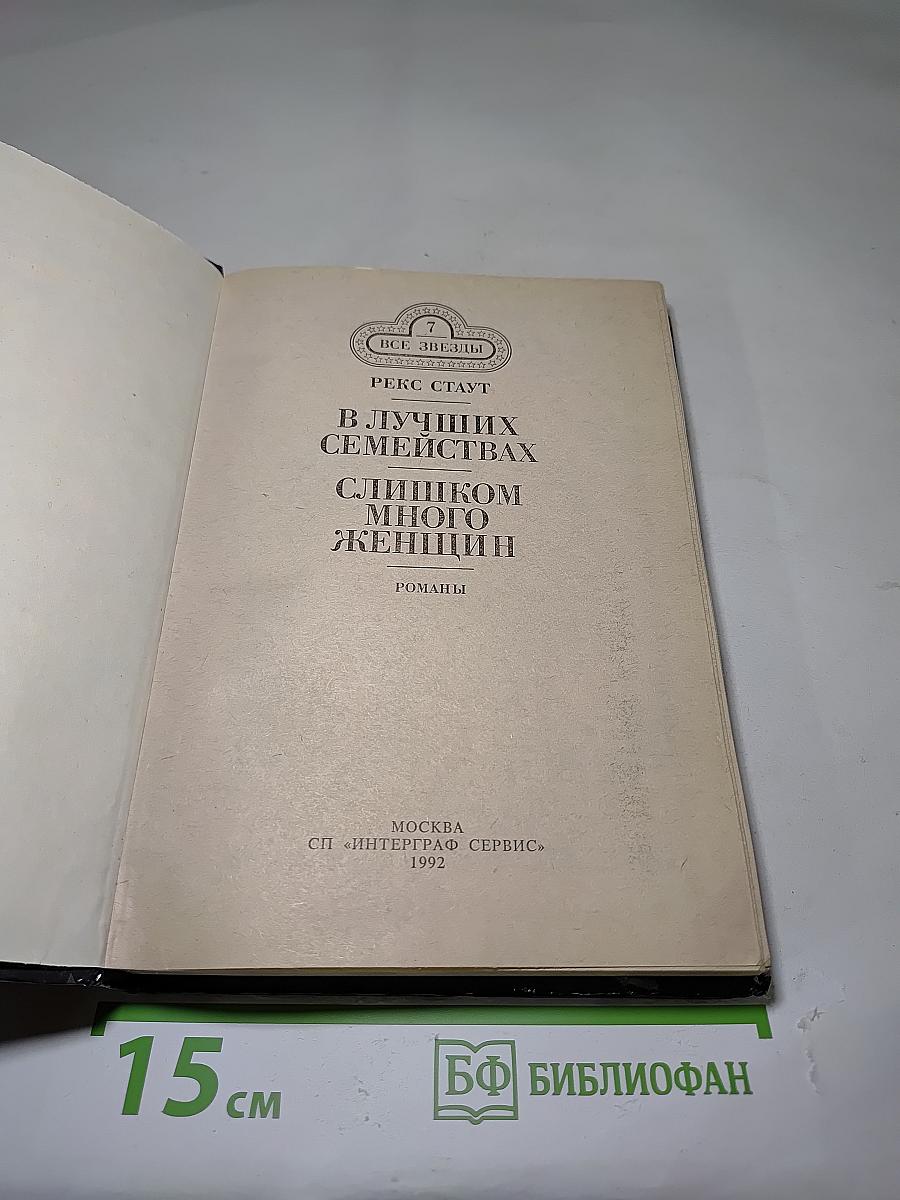 7
ВСЕ ЗВЕЗДЫ
РЕКС СТАУТ
В ЛУЧШИХ
СЕМЕЙСТВАХ
СЛИШКОМ
МНОГО
ЖЕНЩИН
РОМАНЫ
МОСКВА
СП «ИНТЕРГРАФ СЕРВИС»
1992
15 см
БФ БИБЛИОФАН